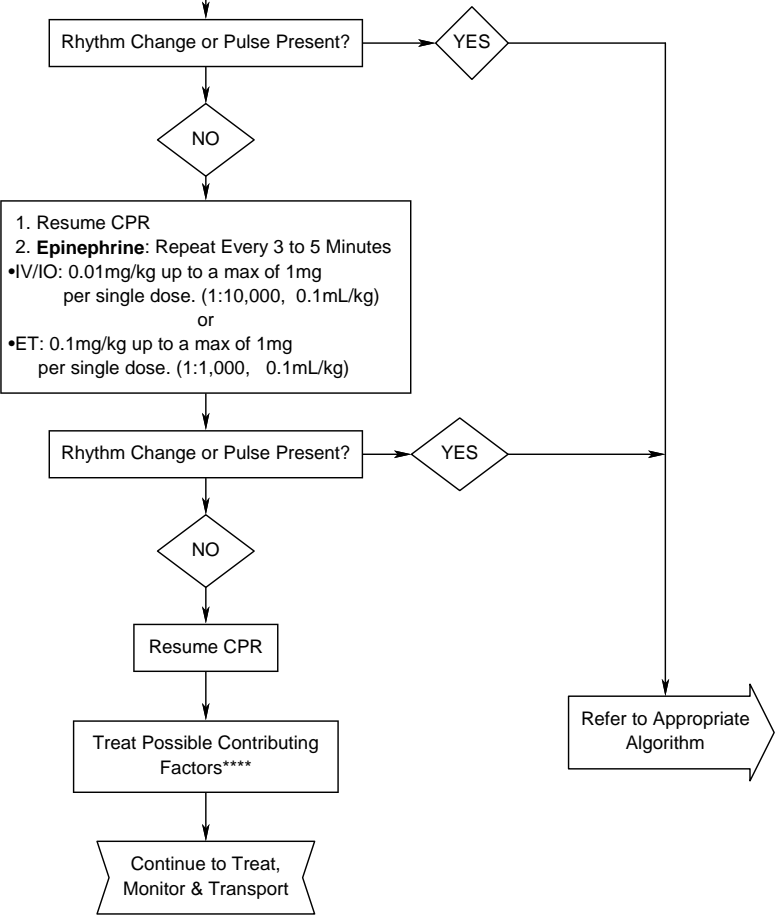 Rhythm Change or Pulse Present?
YES
NO
1. Resume CPR
2. Epinephrine: Repeat Every 3 to 5 Minutes
•IV/IO: 0.01mg/kg up to a max of 1mg
per single dose. (1:10,000, 0.1mL/kg)
or
•ET: 0.1mg/kg up to a max of 1mg
per single dose. (1:1,000, 0.1mL/kg)
Rhythm Change or Pulse Present?
YES
NO
Resume CPR
Treat Possible Contributing
Factors****
Continue to Treat,
Monitor & Transport
Refer to Appropriate
Algorithm